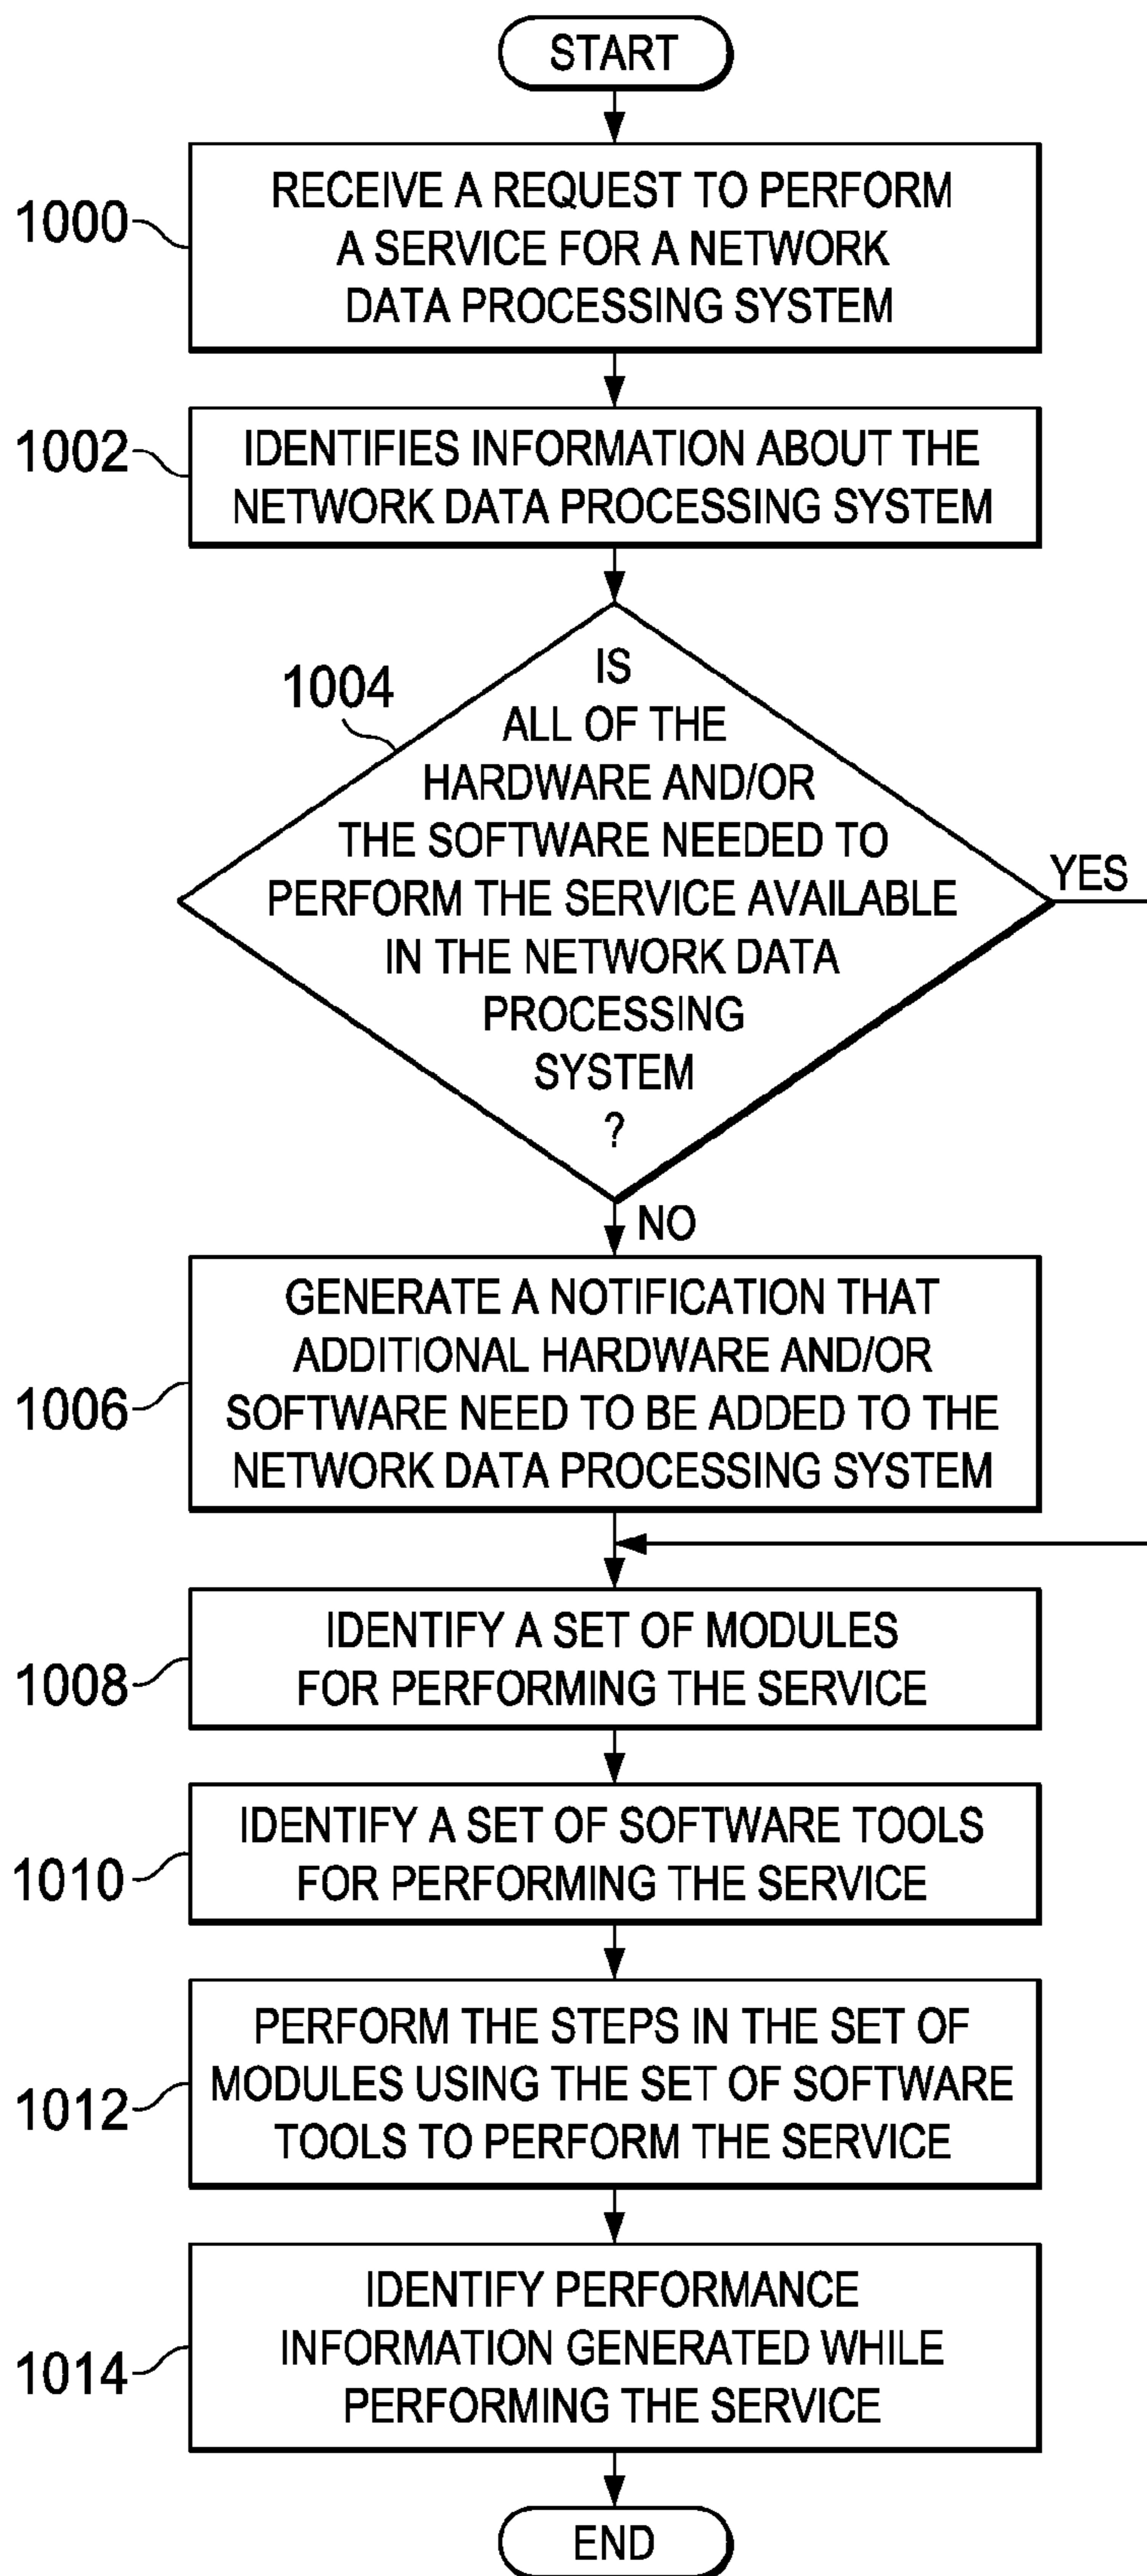 START
1000
RECEIVE A REQUEST TO PERFORM
A SERVICE FOR A NETWORK
DATA PROCESSING SYSTEM
1002
IDENTIFIES INFORMATION ABOUT THE
NETWORK DATA PROCESSING SYSTEM
1004
IS
ALL OF THE
HARDWARE AND/OR
THE SOFTWARE NEEDED TO
PERFORM THE SERVICE AVAILABLE
IN THE NETWORK DATA
PROCESSING
SYSTEM
?
YES
NO
1006
GENERATE A NOTIFICATION THAT
ADDITIONAL HARDWARE AND/OR
SOFTWARE NEED TO BE ADDED TO THE
NETWORK DATA PROCESSING SYSTEM
1008
IDENTIFY A SET OF MODULES
FOR PERFORMING THE SERVICE
1010
IDENTIFY A SET OF SOFTWARE TOOLS
FOR PERFORMING THE SERVICE
1012
PERFORM THE STEPS IN THE SET OF
MODULES USING THE SET OF SOFTWARE
TOOLS TO PERFORM THE SERVICE
1014
IDENTIFY PERFORMANCE
INFORMATION GENERATED WHILE
PERFORMING THE SERVICE
END